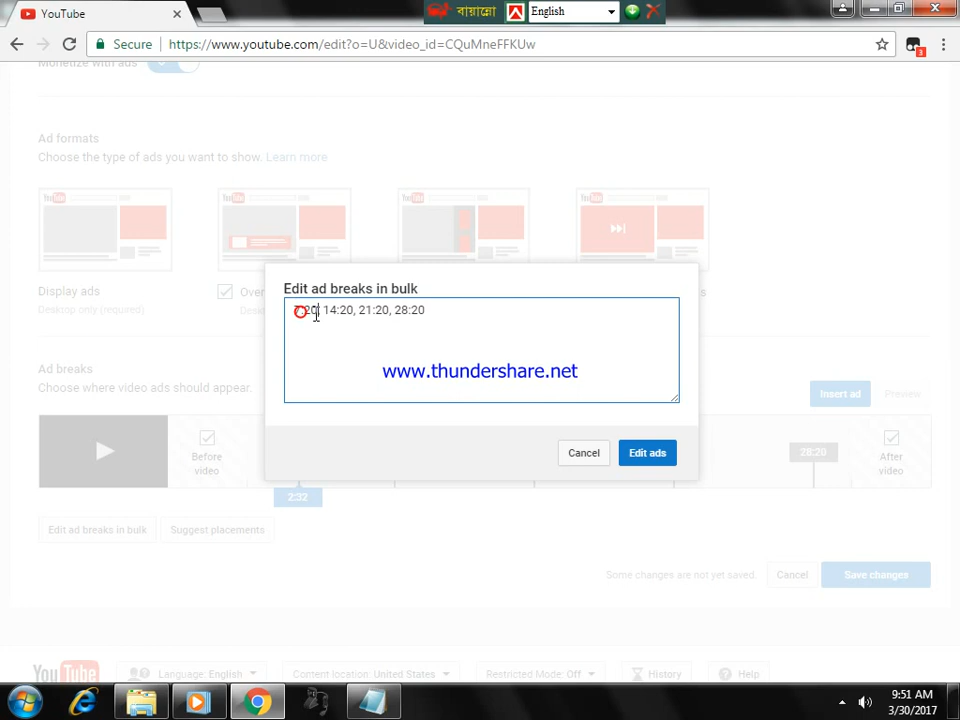 YouTube
বায়ান্নো
English
Secure
https://www.youtube.com/edit?o=U&video_id=CQuMneFFKUw
3
Monetize with ads
Ad formats
Choose the type of ads you want to show. Learn more
Display ads
Desktop only (required)
Over
Edit ad breaks in bulk
7:20, 14:20, 21:20, 28:20
www.thundershare.net
Cancel
Edit ads
Ad breaks
Choose where video ads should appear.
Insert ad
Preview
Before
video
28:20
After
video
2:32
Edit ad breaks in bulk
Suggest placements
Some changes are not yet saved.
Cancel
Save changes
YouTube
Language: English
Content location: United States
Restricted Mode: Off
History
Help
9:51 AM
3/30/2017